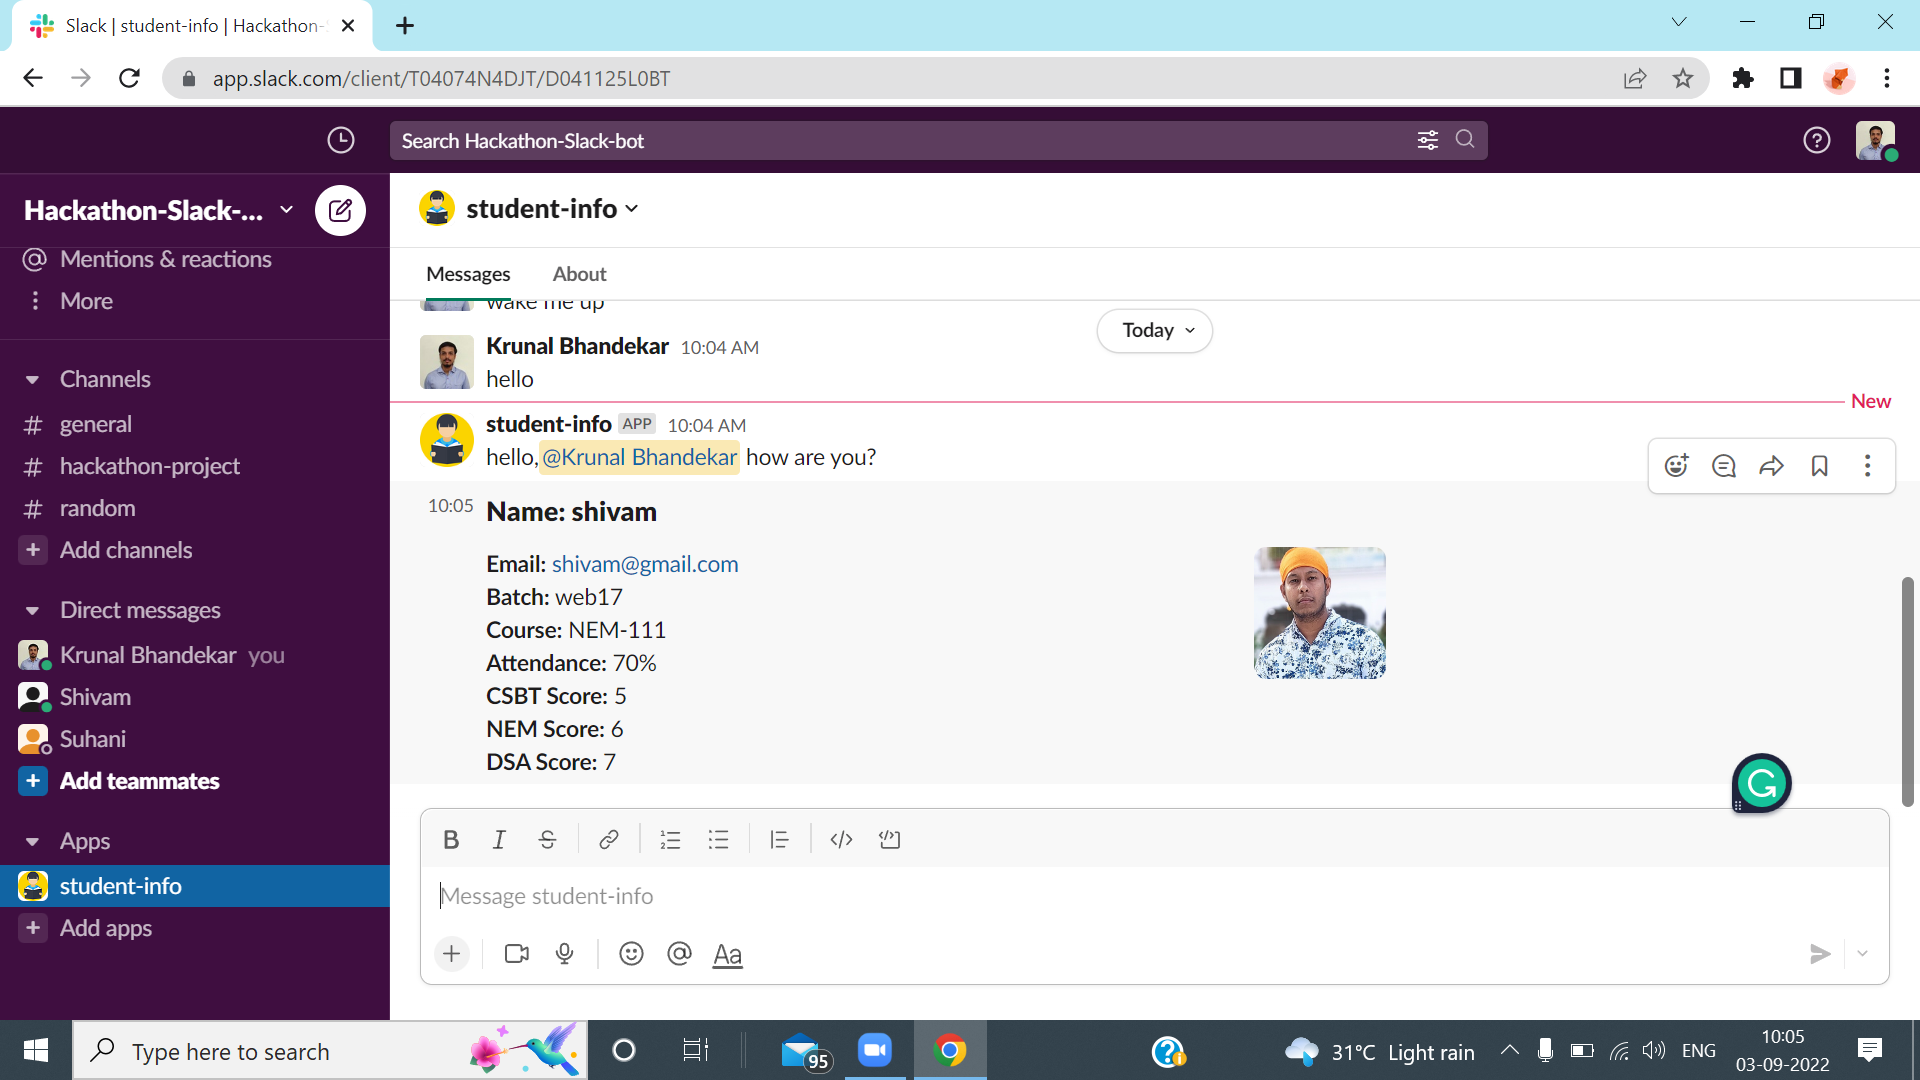 Slack | student-info | Hackathon-
app.slack.com/client/T04074N4DJT/D041125L0BT
Search Hackathon-Slack-bot
Hackathon-Slack-...
Mentions & reactions
More
Channels
# general
# hackathon-project
# random
+ Add channels
Direct messages
Krunal Bhandekar you
Shivam
Suhani
+ Add teammates
Apps
student-info
+ Add apps
student-info
Messages About
wake me up
Today
Krunal Bhandekar 10:04 AM
hello
New
student-info APP 10:04 AM
hello,@Krunal Bhandekar how are you?
10:05 Name: shivam
Email: shivam@gmail.com
Batch: web17
Course: NEM-111
Attendance: 70%
CSBT Score: 5
NEM Score: 6
DSA Score: 7
Message student-info
Aa
Type here to search
95
31°C Light rain
ENG
10:05
03-09-2022